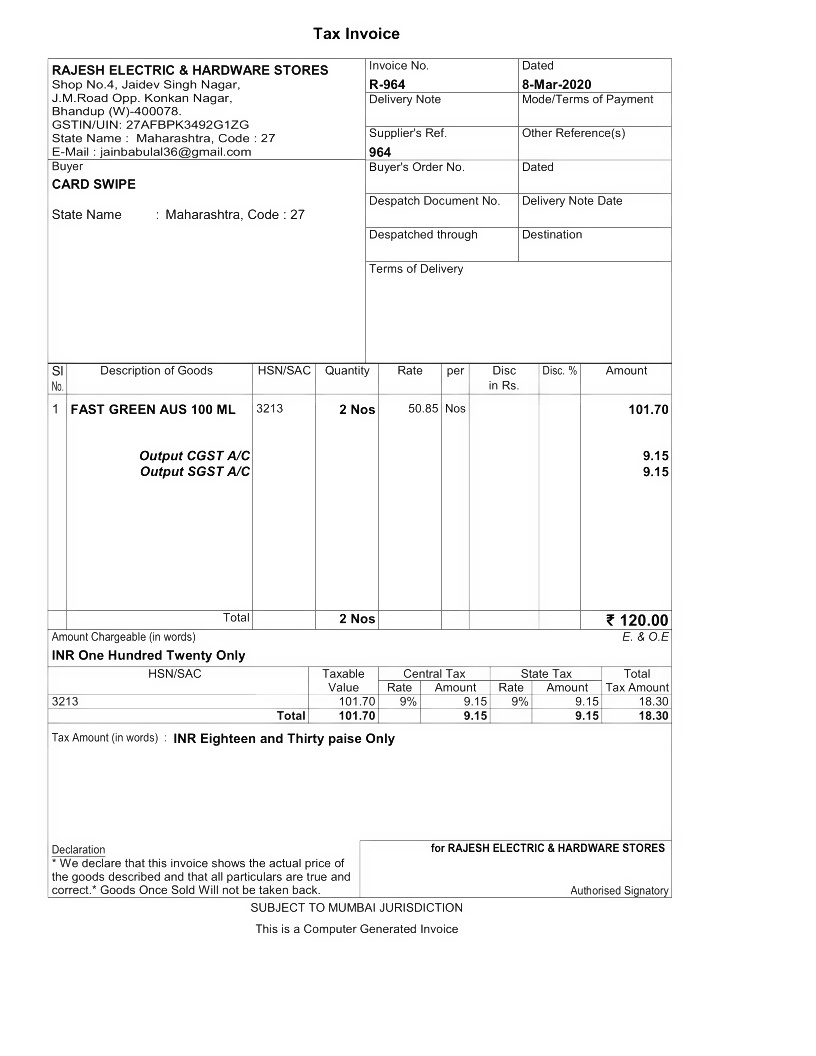 Tax Invoice
RAJESH ELECTRIC & HARDWARE STORES
Shop No.4, Jaidev Singh Nagar,
J.M.Road Opp. Konkan Nagar,
Bhandup (W)-400078.
GSTIN/UIN: 27AFBPK3492G1ZG
State Name : Maharashtra, Code : 27
E-Mail : jainbabulal36@gmail.com
Invoice No. Dated
R-964 8-Mar-2020
Delivery Note Mode/Terms of Payment
Supplier's Ref. Other Reference(s)
964
Buyer
CARD SWIPE
State Name : Maharashtra, Code : 27
Buyer's Order No. Dated
Despatch Document No. Delivery Note Date
Despatched through Destination
Terms of Delivery
Sl No. Description of Goods HSN/SAC Quantity Rate per Disc in Rs. Disc. % Amount
1 FAST GREEN AUS 100 ML 3213 2 Nos 50.85 Nos 101.70
Output CGST A/C 9.15
Output SGST A/C 9.15
Total 2 Nos ₹ 120.00
Amount Chargeable (in words) E. & O.E
INR One Hundred Twenty Only
HSN/SAC Taxable Value Central Tax State Tax Total Tax Amount
Rate Amount Rate Amount
3213 101.70 9% 9.15 9% 9.15 18.30
Total 101.70 9.15 9.15 18.30
Tax Amount (in words) : INR Eighteen and Thirty paise Only
Declaration
* We declare that this invoice shows the actual price of
the goods described and that all particulars are true and
correct.* Goods Once Sold Will not be taken back.
for RAJESH ELECTRIC & HARDWARE STORES
Authorised Signatory
SUBJECT TO MUMBAI JURISDICTION
This is a Computer Generated Invoice